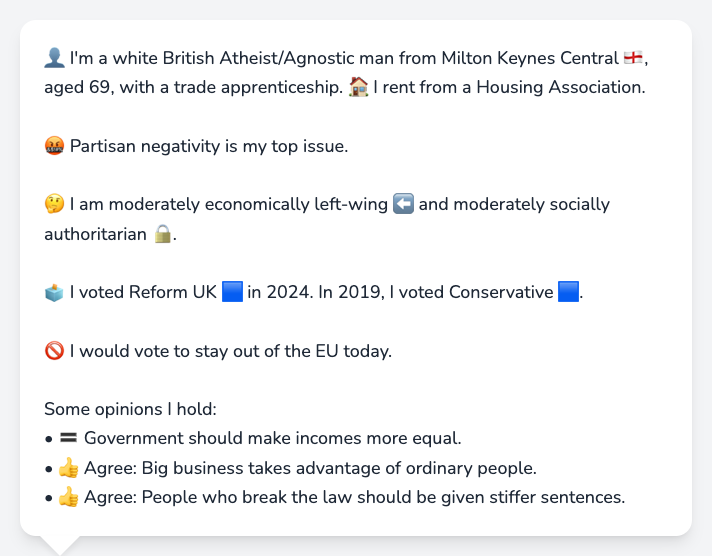 👤 I'm a white British Atheist/Agnostic man from Milton Keynes Central 🏴󠁧󠁢󠁥󠁮󠁧󠁿,
aged 69, with a trade apprenticeship. 🏠 I rent from a Housing Association.
🤬 Partisan negativity is my top issue.
🤔 I am moderately economically left-wing ⬅️ and moderately socially
authoritarian 🔒.
🗳️ I voted Reform UK 🟦 in 2024. In 2019, I voted Conservative 🟦.
🚫 I would vote to stay out of the EU today.
Some opinions I hold:
• 🟰 Government should make incomes more equal.
• 👍 Agree: Big business takes advantage of ordinary people.
• 👍 Agree: People who break the law should be given stiffer sentences.